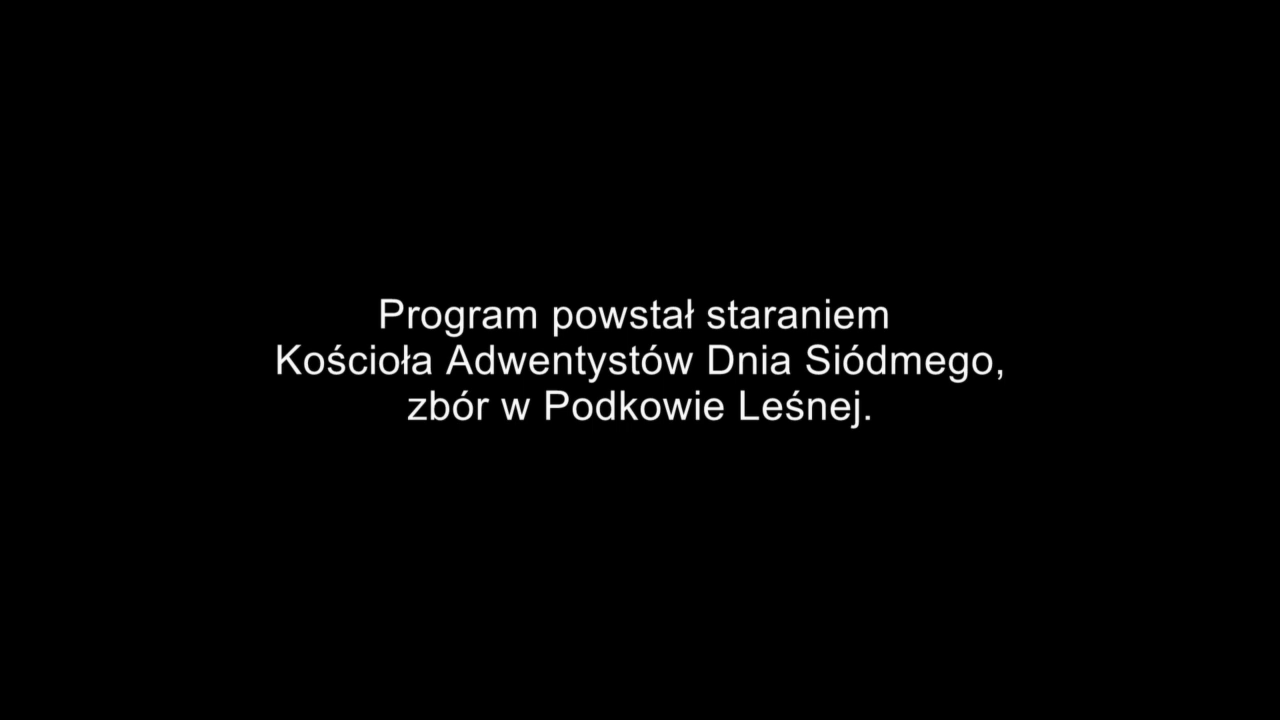 Program powstał staraniem
Kościoła Adwentystów Dnia Siódmego,
zbór w Podkowie Leśnej.